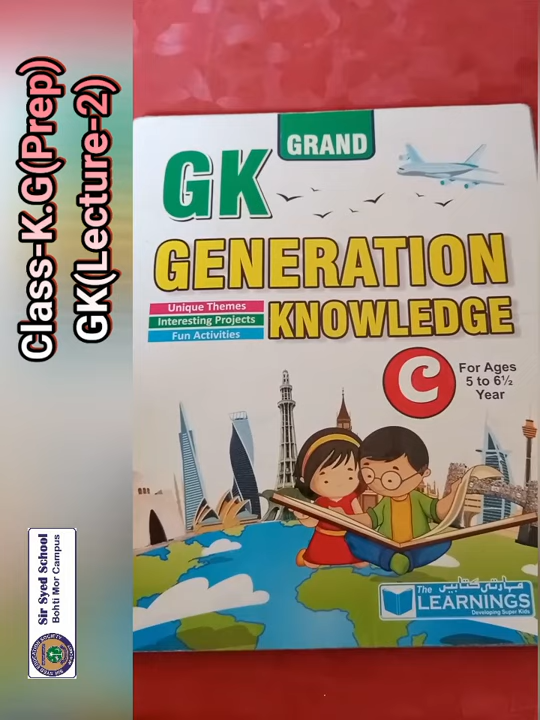 Class-K.G(Prep)
GK(Lecture-2)
Sir Syed School
Bohti Mor Campus
GRAND
GK
GENERATION
KNOWLEDGE
Unique Themes
Interesting Projects
Fun Activities
C
For Ages
5 to 6½
Year
The
LEARNINGS
Developing Super Kids